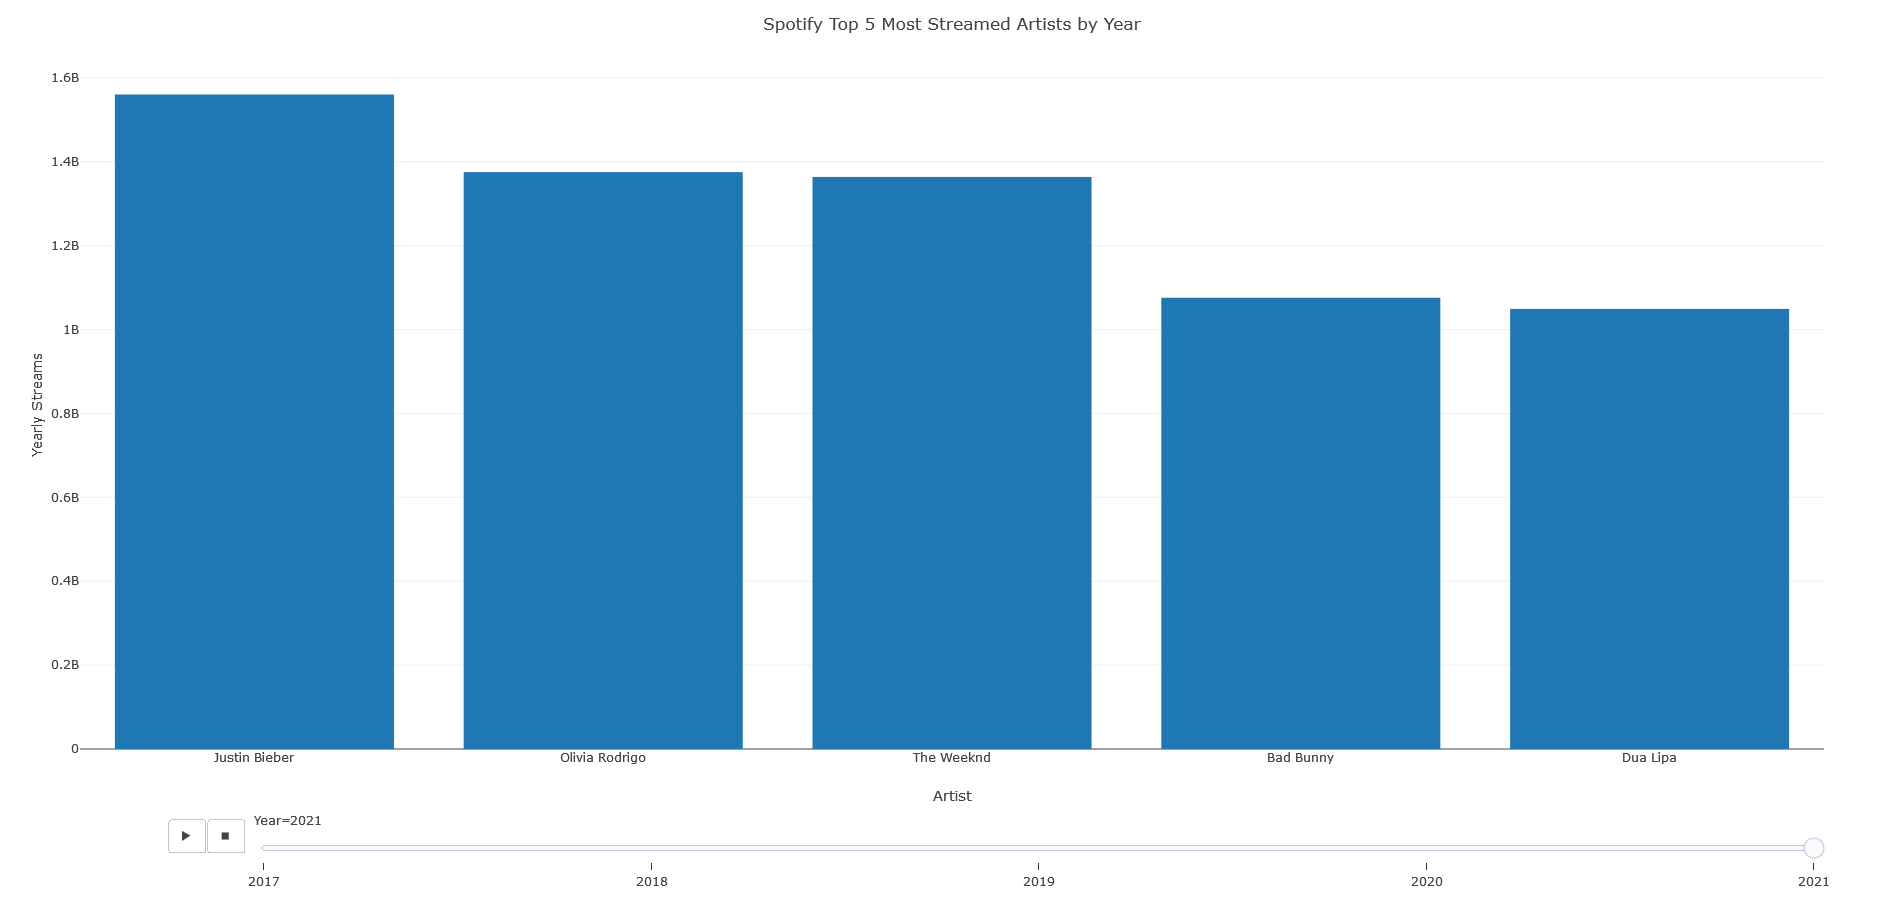 Spotify Top 5 Most Streamed Artists by Year
1.6B
1.4B
1.2B
1B
0.8B
0.6B
0.4B
0.2B
0
Yearly Streams
Justin Bieber
Olivia Rodrigo
The Weeknd
Bad Bunny
Dua Lipa
Artist
Year=2021
2017
2018
2019
2020
2021